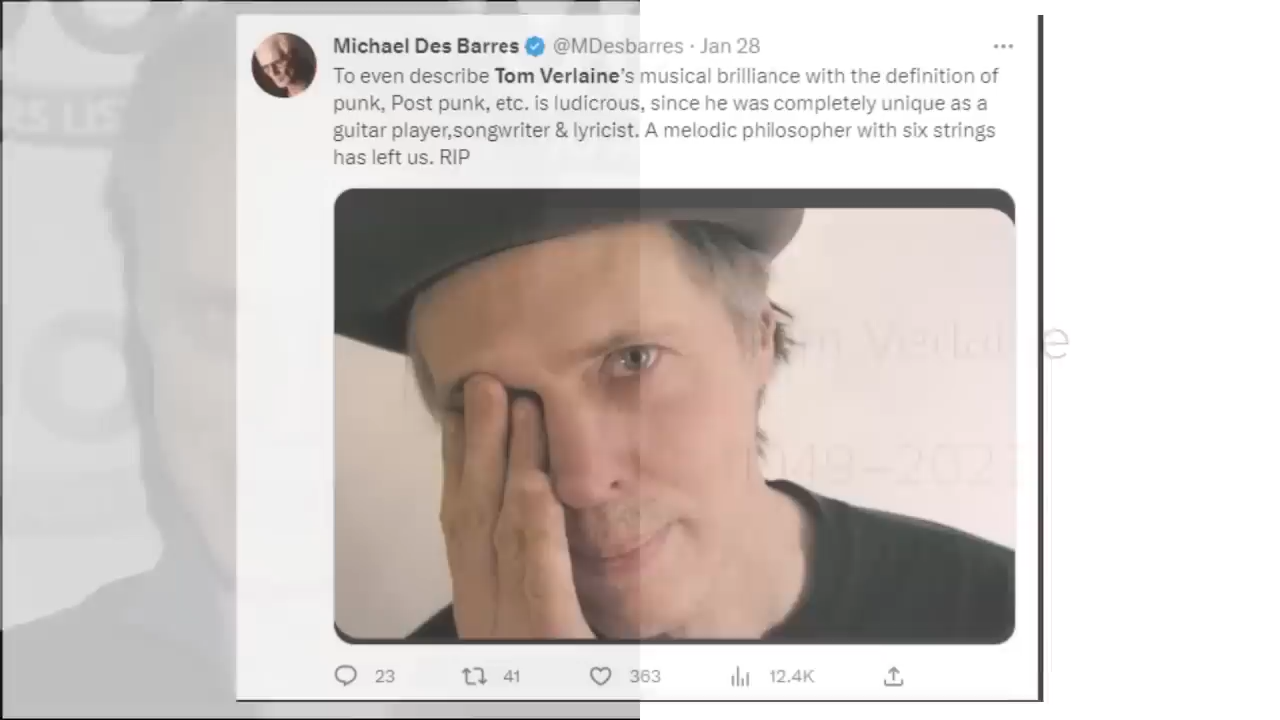 Michael Des Barres @MDesbarres · Jan 28
To even describe Tom Verlaine's musical brilliance with the definition of
punk, Post punk, etc. is ludicrous, since he was completely unique as a
guitar player,songwriter & lyricist. A melodic philosopher with six strings
has left us. RIP
Tom Verlaine
23 41 363 12.4K